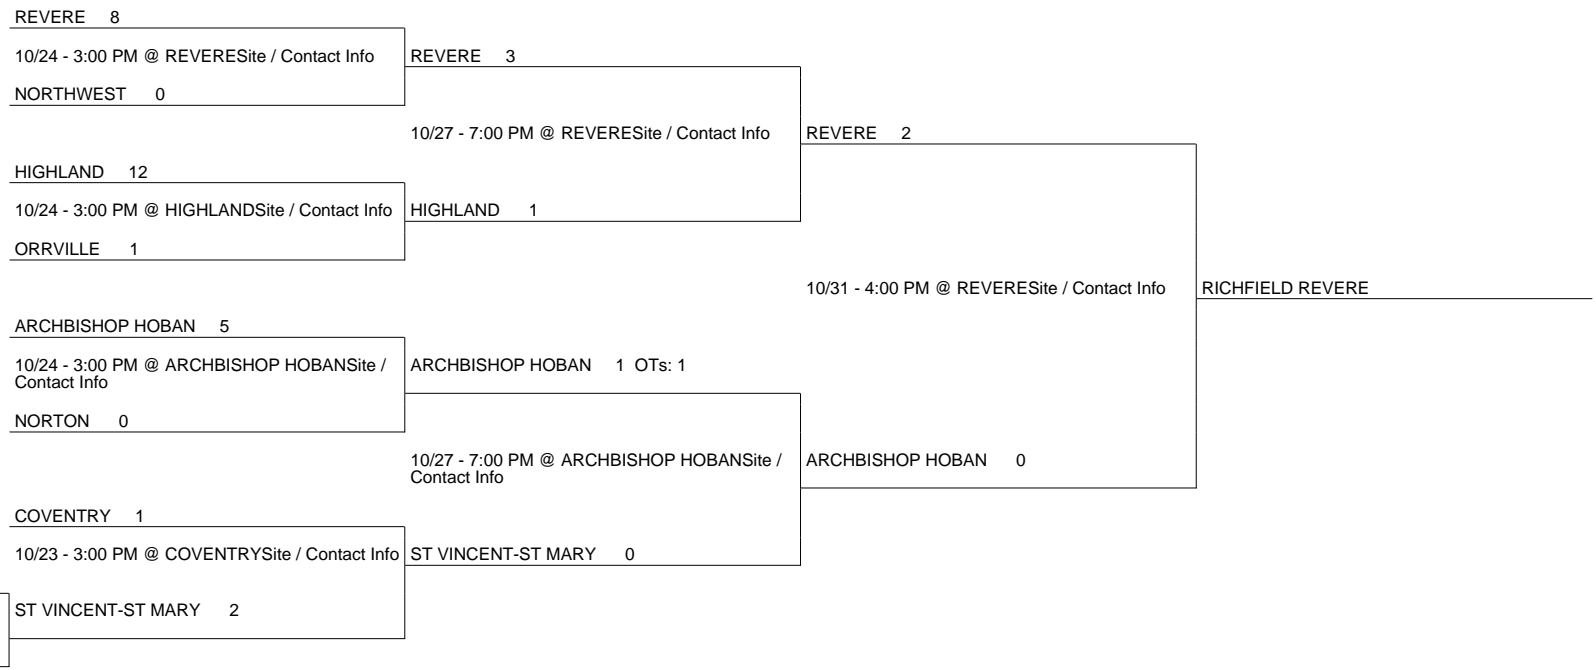 REVERE 8
10/24 - 3:00 PM @ REVERESite / Contact Info
NORTHWEST 0
REVERE 3
10/27 - 7:00 PM @ REVERESite / Contact Info
HIGHLAND 12
10/24 - 3:00 PM @ HIGHLANDSite / Contact Info
ORRVILLE 1
HIGHLAND 1
REVERE 2
10/31 - 4:00 PM @ REVERESite / Contact Info
RICHFIELD REVERE
ARCHBISHOP HOBAN 5
10/24 - 3:00 PM @ ARCHBISHOP HOBANSite /
Contact Info
NORTON 0
ARCHBISHOP HOBAN 1 OTs: 1
10/27 - 7:00 PM @ ARCHBISHOP HOBANSite /
Contact Info
ARCHBISHOP HOBAN 0
COVENTRY 1
10/23 - 3:00 PM @ COVENTRYSite / Contact Info
ST VINCENT-ST MARY 0
ST VINCENT-ST MARY 2